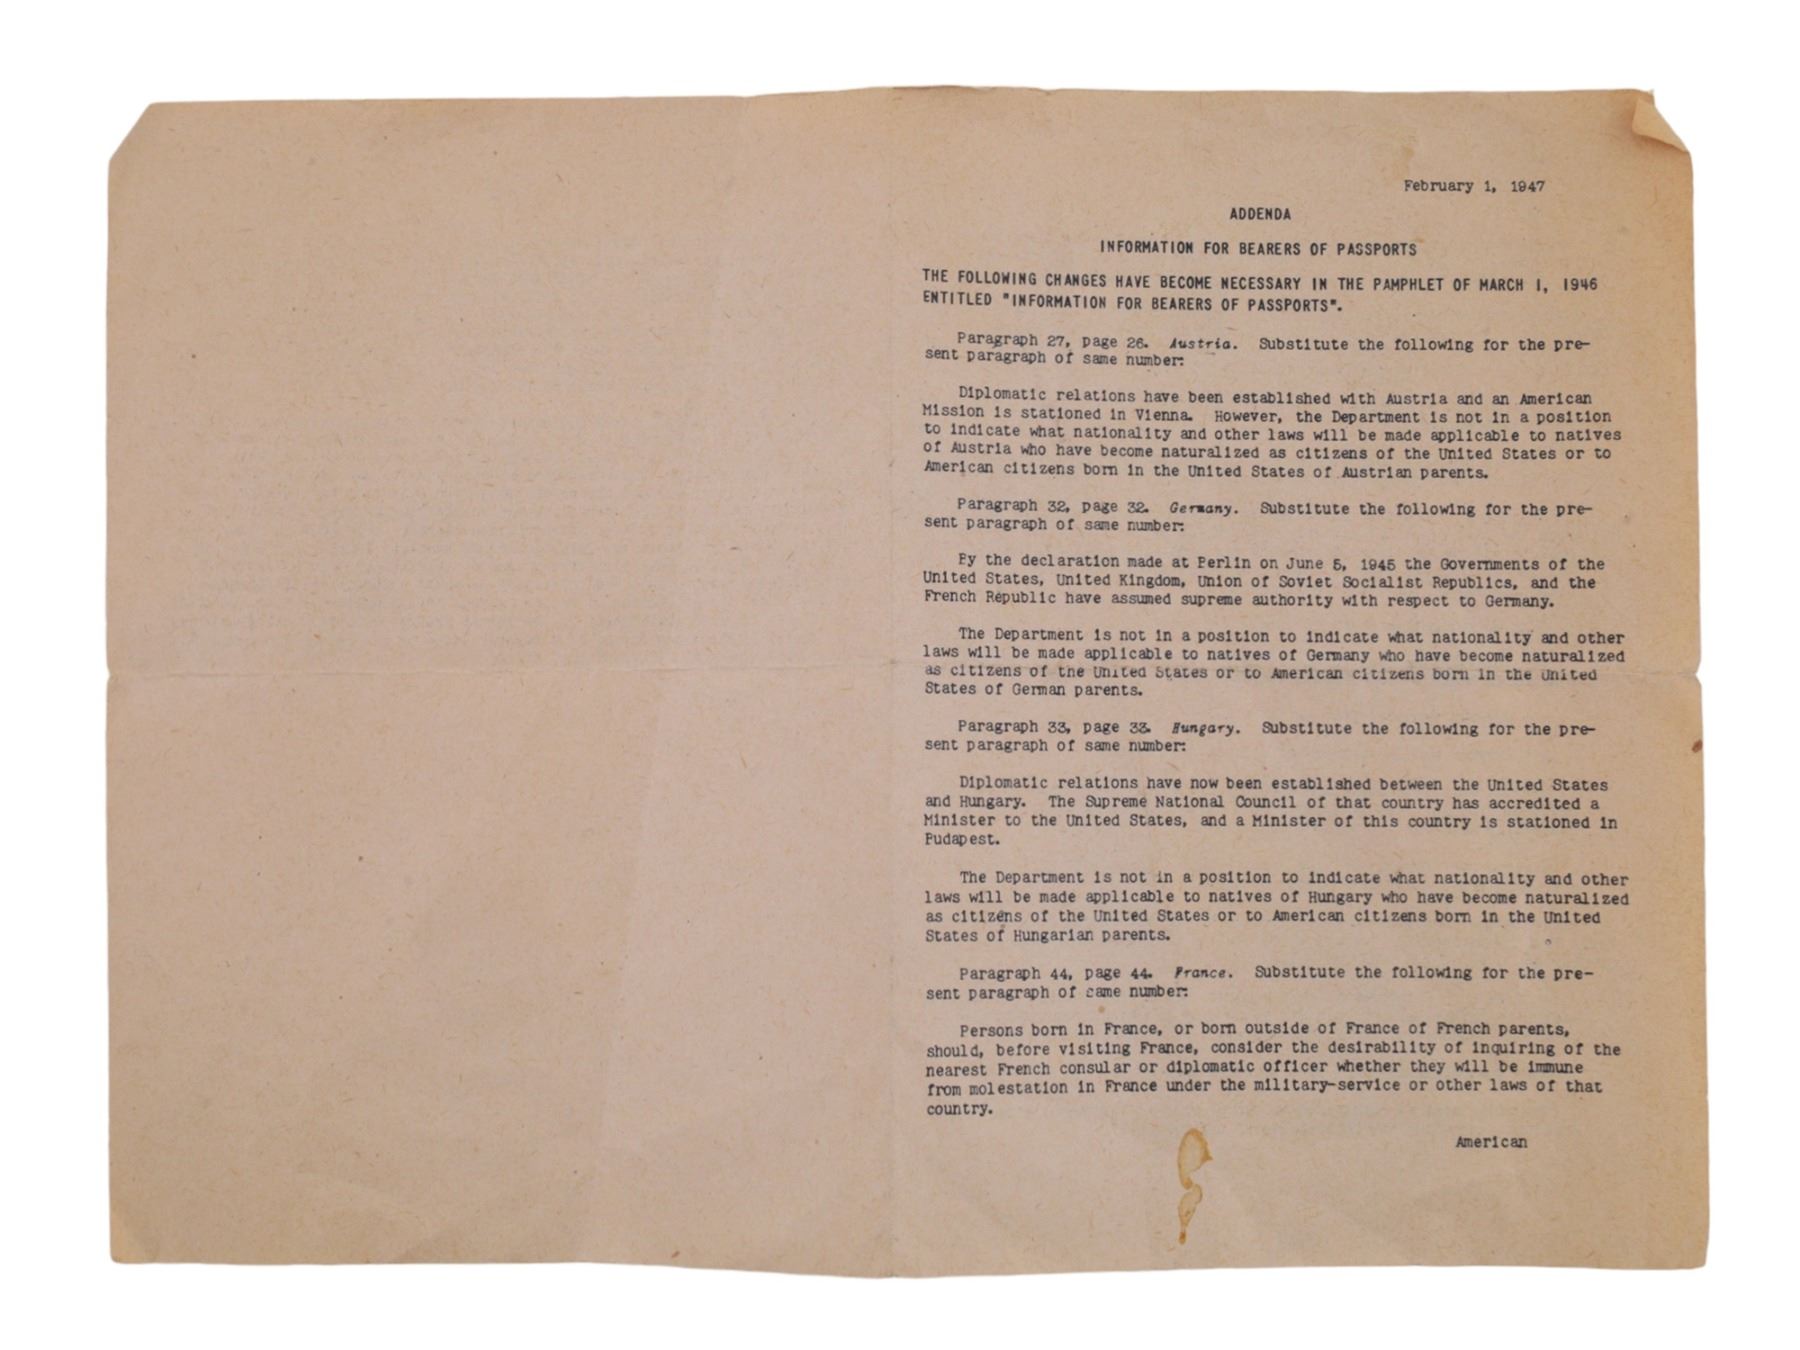 February 1, 1947
ADDENDA
INFORMATION FOR BEARERS OF PASSPORTS
THE FOLLOWING CHANGES HAVE BECOME NECESSARY IN THE PAMPHLET OF MARCH 1, 1946
ENTITLED "INFORMATION FOR BEARERS OF PASSPORTS".
Paragraph 27, page 26. Austria. Substitute the following for the pre-
sent paragraph of same number:
Diplomatic relations have been established with Austria and an American
Mission is stationed in Vienna. However, the Department is not in a position
to indicate what nationality and other laws will be made applicable to natives
of Austria who have become naturalized as citizens of the United States or to
American citizens born in the United States of Austrian parents.
Paragraph 32, page 32. Germany. Substitute the following for the pre-
sent paragraph of same number:
By the declaration made at Berlin on June 5, 1945 the Governments of the
United States, United Kingdom, Union of Soviet Socialist Republics, and the
French Republic have assumed supreme authority with respect to Germany.
The Department is not in a position to indicate what nationality and other
laws will be made applicable to natives of Germany who have become naturalized
as citizens of the United States or to American citizens born in the United
States of German parents.
Paragraph 33, page 33. Hungary. Substitute the following for the pre-
sent paragraph of same number:
Diplomatic relations have now been established between the United States
and Hungary. The Supreme National Council of that country has accredited a
Minister to the United States, and a Minister of this country is stationed in
Budapest.
The Department is not in a position to indicate what nationality and other
laws will be made applicable to natives of Hungary who have become naturalized
as citizens of the United States or to American citizens born in the United
States of Hungarian parents.
Paragraph 44, page 44. France. Substitute the following for the pre-
sent paragraph of same number:
Persons born in France, or born outside of France of French parents,
should, before visiting France, consider the desirability of inquiring of the
nearest French consular or diplomatic officer whether they will be immune
from molestation in France under the military-service or other laws of that
country.
American